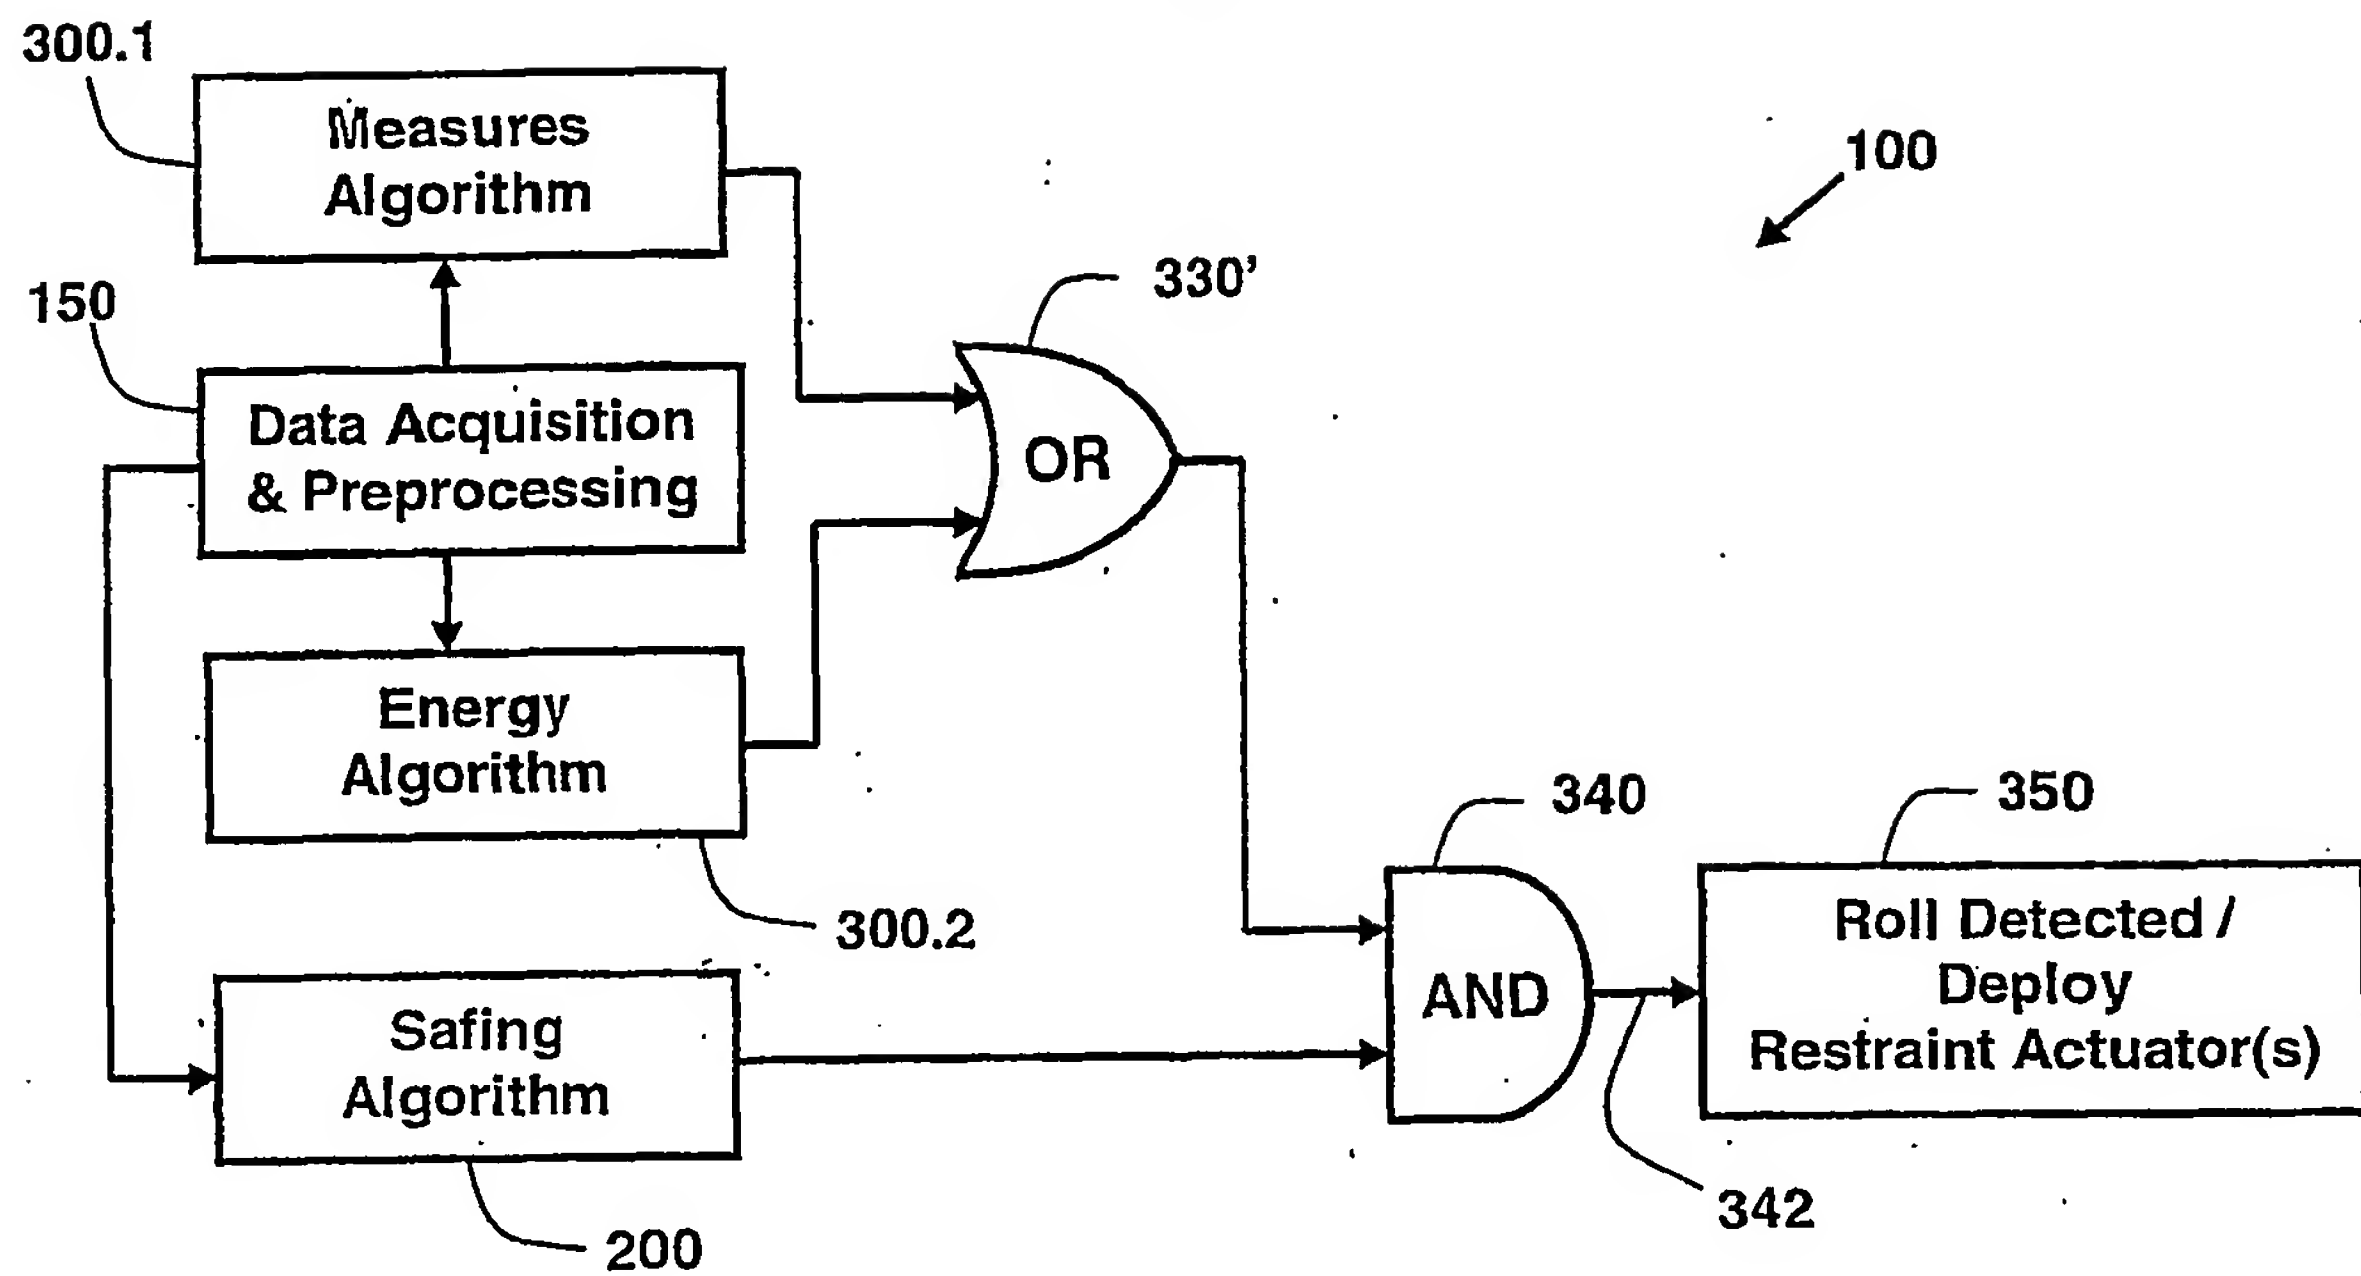 300.1
Measures
Algorithm
100
330'
150
Data Acquisition
& Preprocessing
OR
Energy
Algorithm
300.2
340
350
Roll Detected /
Deploy
Restraint Actuator(s)
AND
Safing
Algorithm
342
200